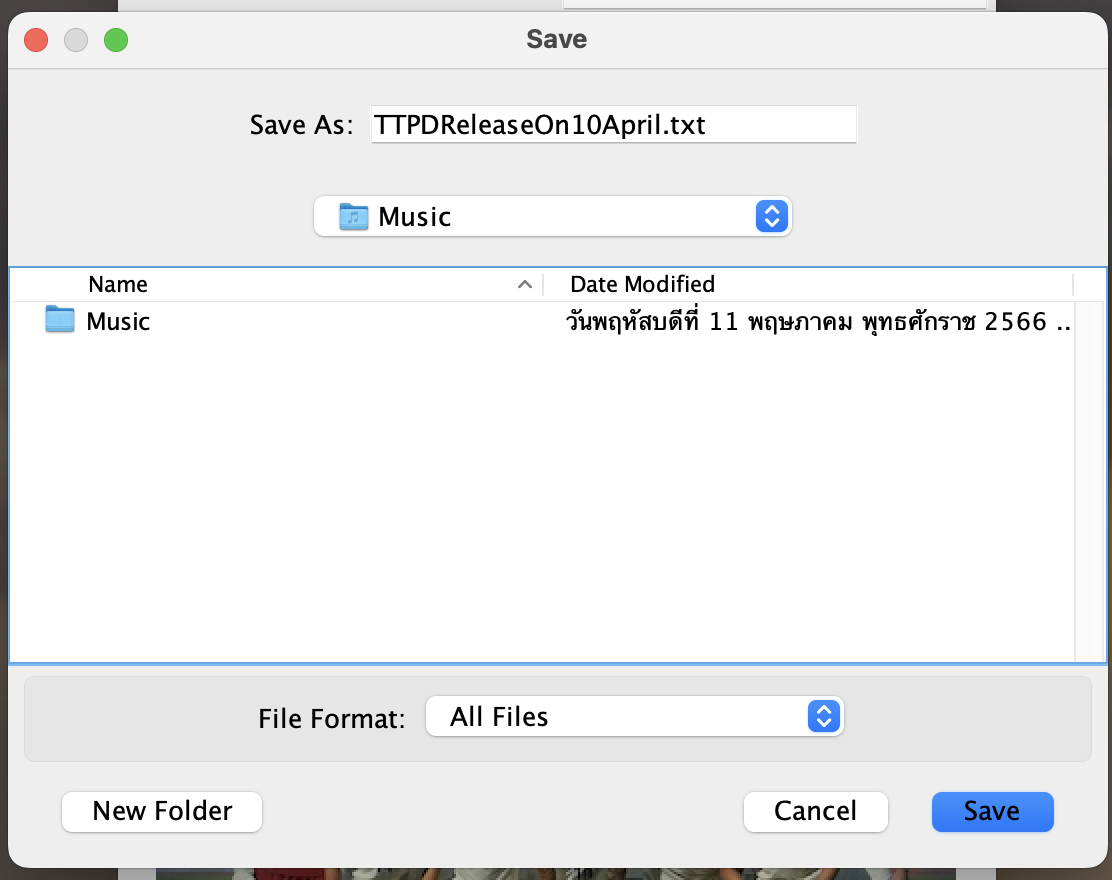 Save
Save As: TTPDReleaseOn10April.txt
Music
Name Date Modified
Music วันพฤหัสบดีที่ 11 พฤษภาคม พุทธศักราช 2566 ..
File Format: All Files
New Folder Cancel Save